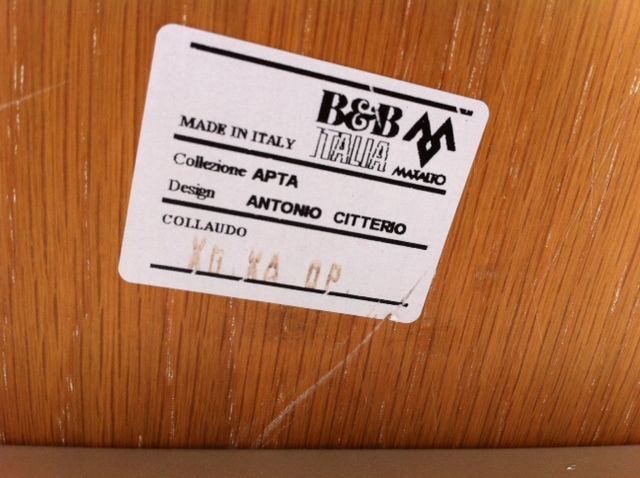 B&B
ITALIA
MAXALTO
MADE IN ITALY
Collezione APTA
Design ANTONIO CITTERIO
COLLAUDO